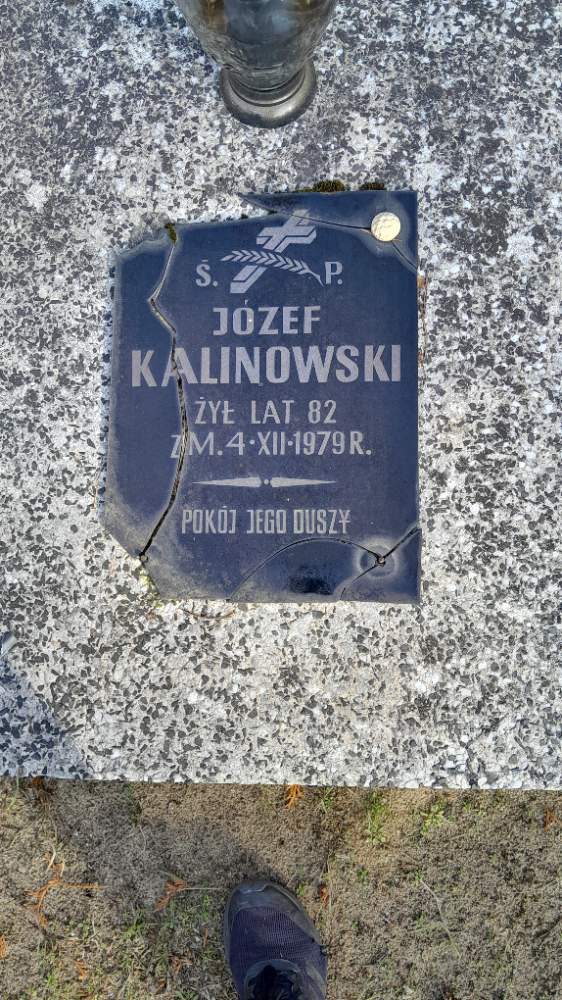 Ś. P.
JÓZEF
KALINOWSKI
ŻYŁ LAT 82
ZM. 4·XII·1979 R.
POKÓJ JEGO DUSZY